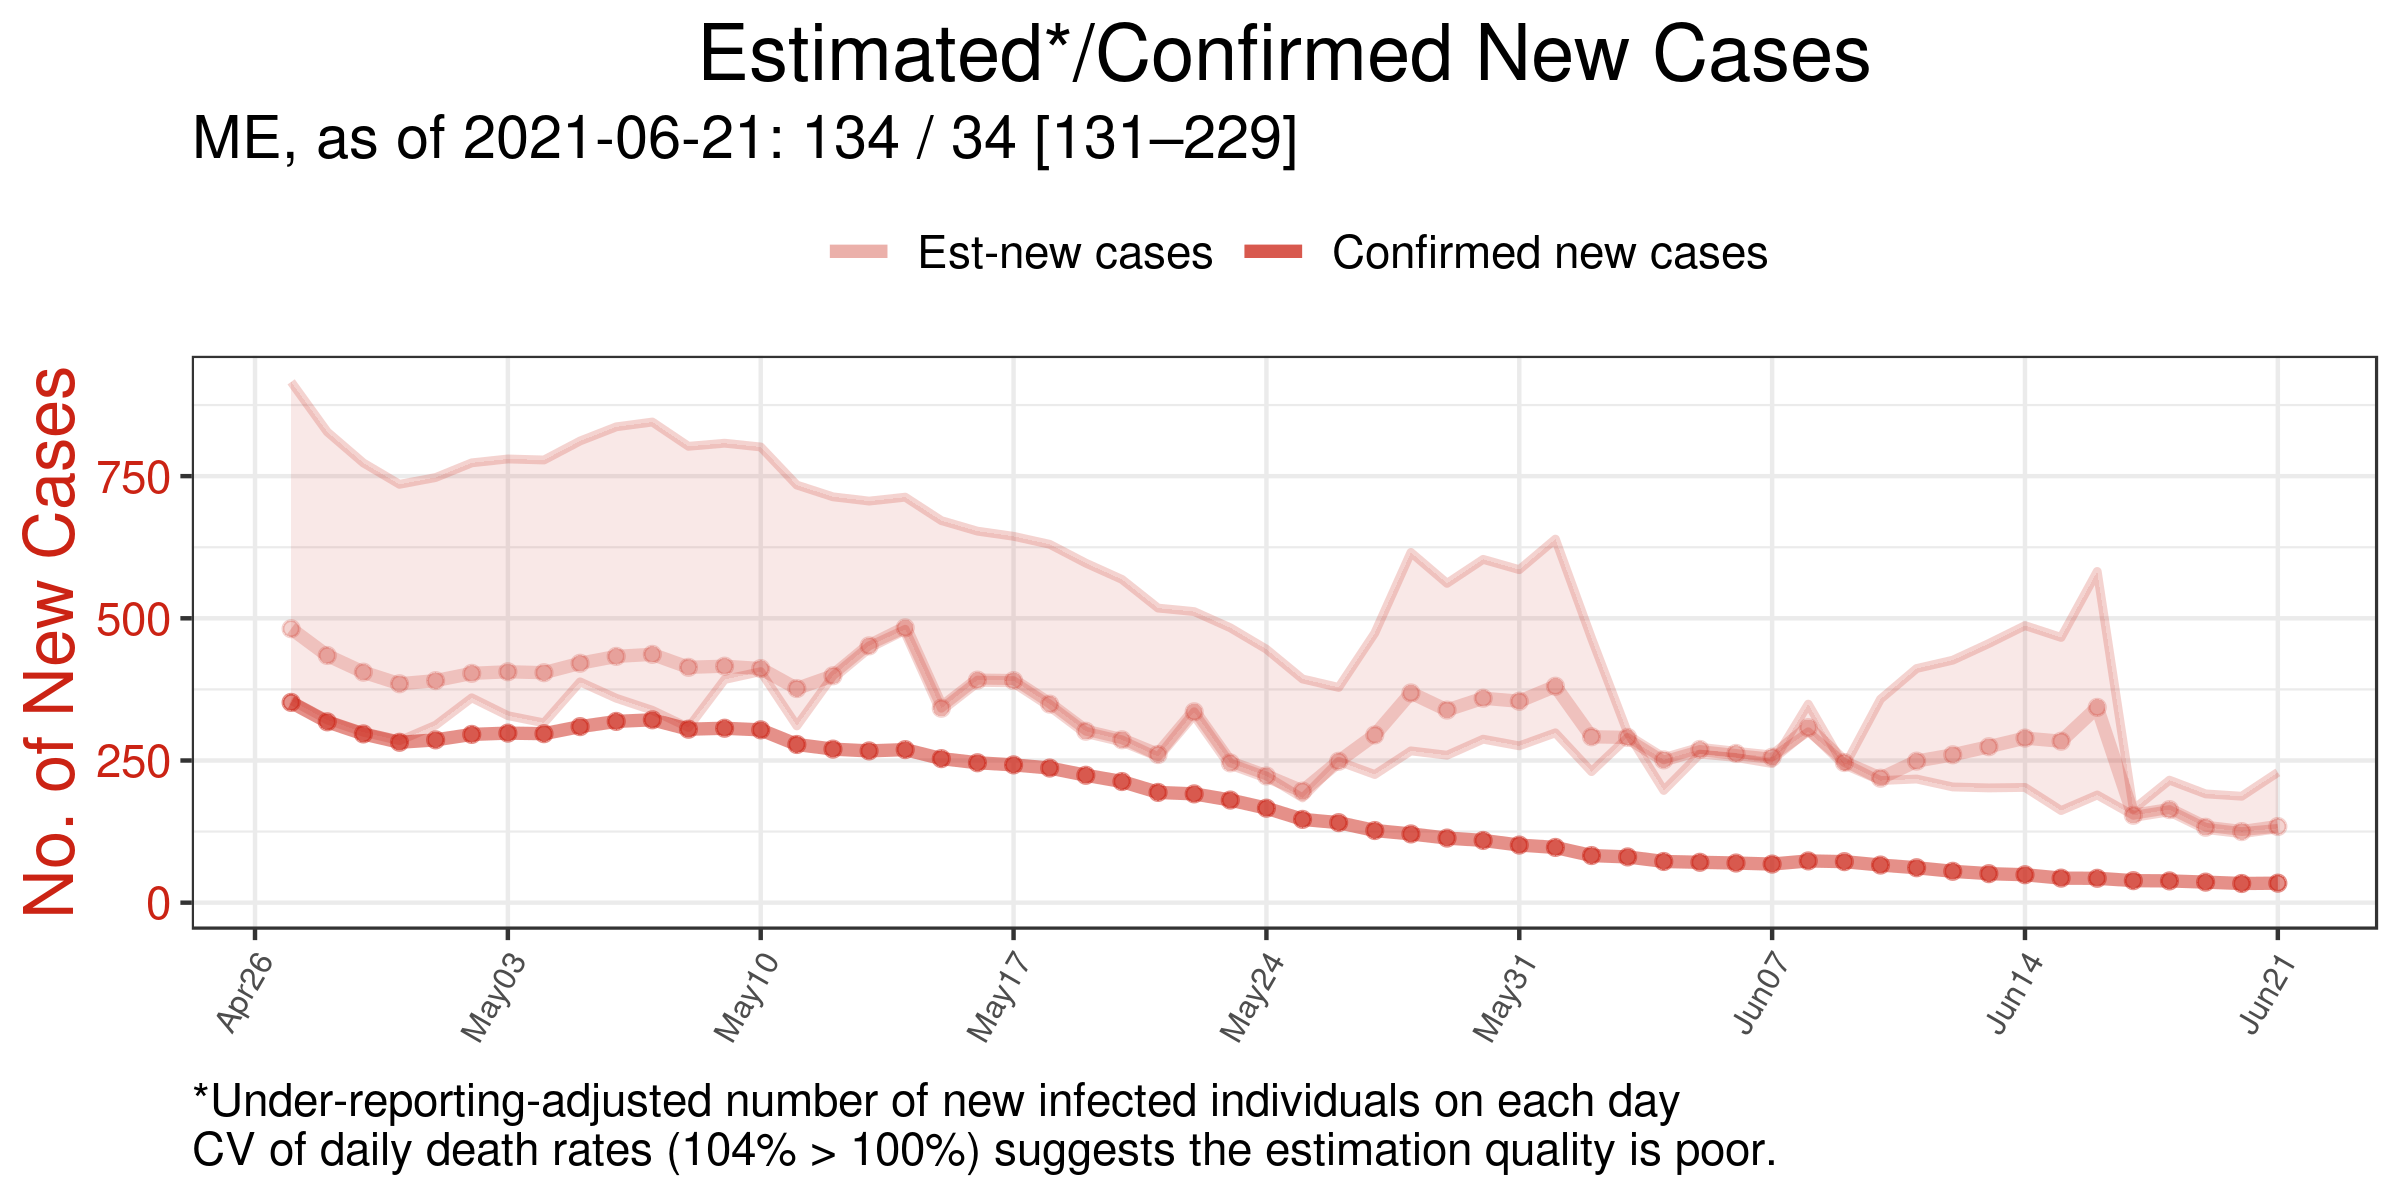 Estimated*/Confirmed New Cases
ME, as of 2021-06-21: 134 / 34 [131–229]
Est-new cases Confirmed new cases
No. of New Cases
750
500
250
0
Apr26 May03 May10 May17 May24 May31 Jun07 Jun14 Jun21
*Under-reporting-adjusted number of new infected individuals on each day
CV of daily death rates (104% > 100%) suggests the estimation quality is poor.